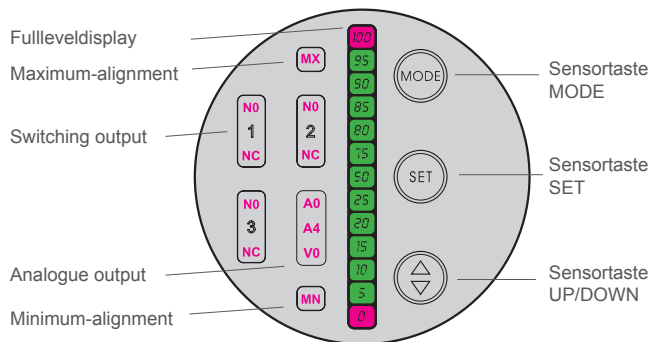 Fullleveldisplay
Maximum-alignment
Switching output
Analogue output
Minimum-alignment
MX
N0
1
NC
N0
2
NC
N0
3
NC
A0
A4
V0
MN
100
95
90
85
80
75
50
25
20
15
10
5
0
MODE
SET
Sensortaste
MODE
Sensortaste
SET
Sensortaste
UP/DOWN